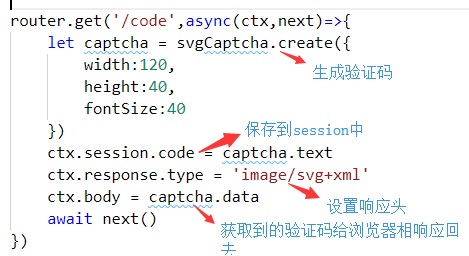 router.get('/code',async(ctx,next)=>{
let captcha = svgCaptcha.create({
width:120,
生成验证码
height:40,
fontSize:40
})
保存到session中
ctx.session.code = captcha.text
ctx.response.type = 'image/svg+xml'
设置响应头
ctx.body = captcha.data
await next()
获取到的验证码给浏览器相响应回
去
})